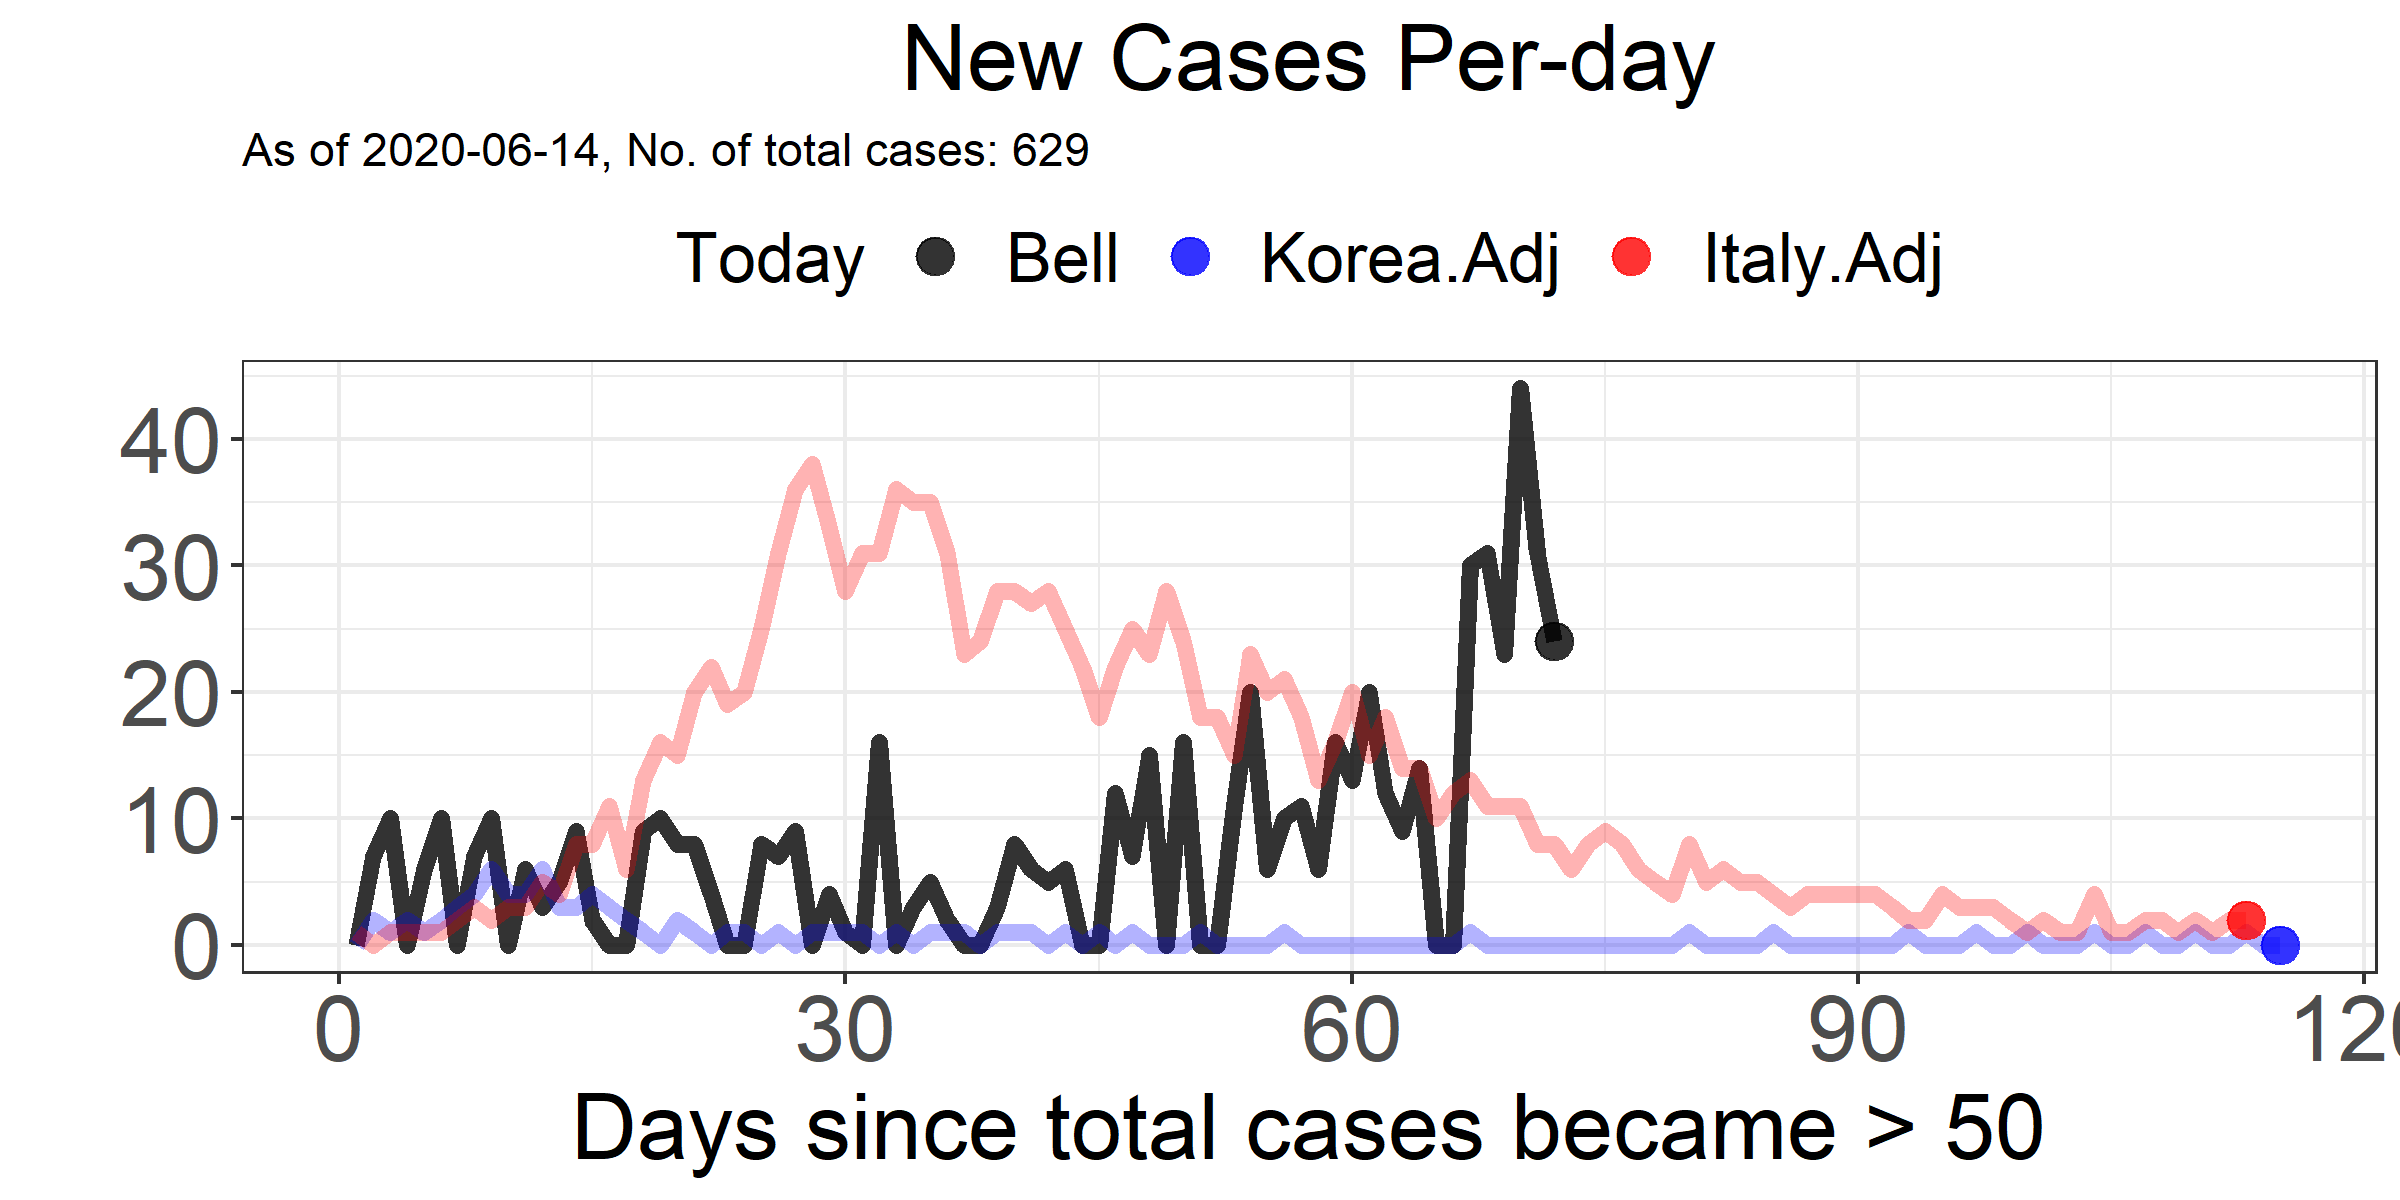 New Cases Per-day
As of 2020-06-14, No. of total cases: 629
Today Bell Korea.Adj Italy.Adj
40
30
20
10
0
0 30 60 90 120
Days since total cases became > 50